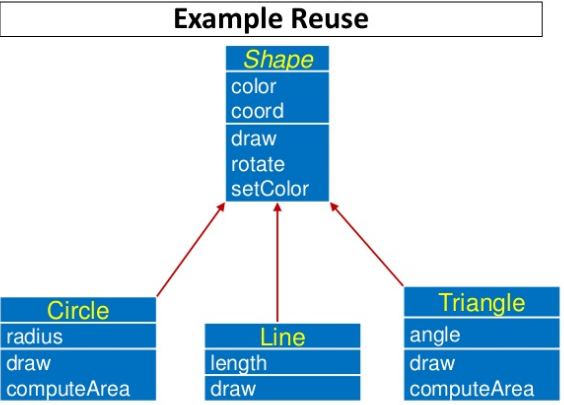 Example Reuse
Shape
color
coord
draw
rotate
setColor
Circle
radius
draw
computeArea
Line
length
draw
Triangle
angle
draw
computeArea